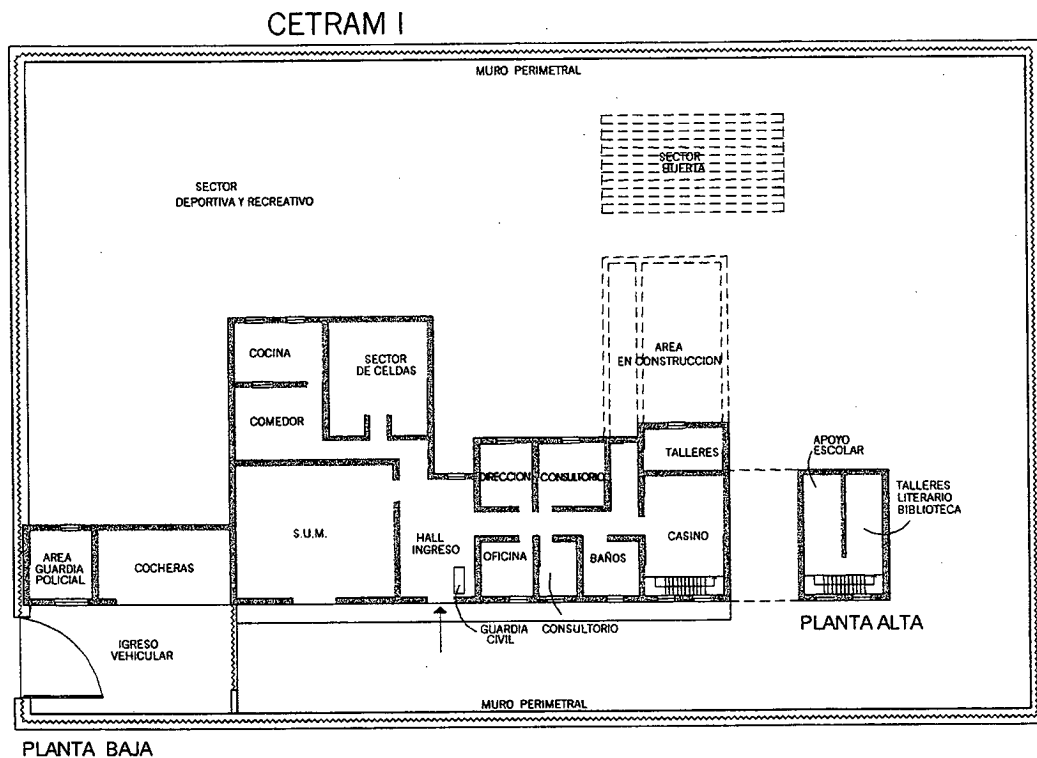 CETRAM I
MURO PERIMETRAL
SECTOR
HUERTA
SECTOR
DEPORTIVA Y RECREATIVO
AREA
EN CONSTRUCCION
COCINA
SECTOR
DE CELDAS
COMEDOR
TALLERES
APOYO
ESCOLAR
DIRECCION
CONSULTORIO
TALLERES
LITERARIO
BIBLIOTECA
S.U.M.
HALL
INGRESO
CASINO
AREA
GUARDIA
POLICIAL
COCHERAS
OFICINA
BAÑOS
GUARDIA
CIVIL
CONSULTORIO
PLANTA ALTA
IGRESO
VEHICULAR
MURO PERIMETRAL
PLANTA BAJA